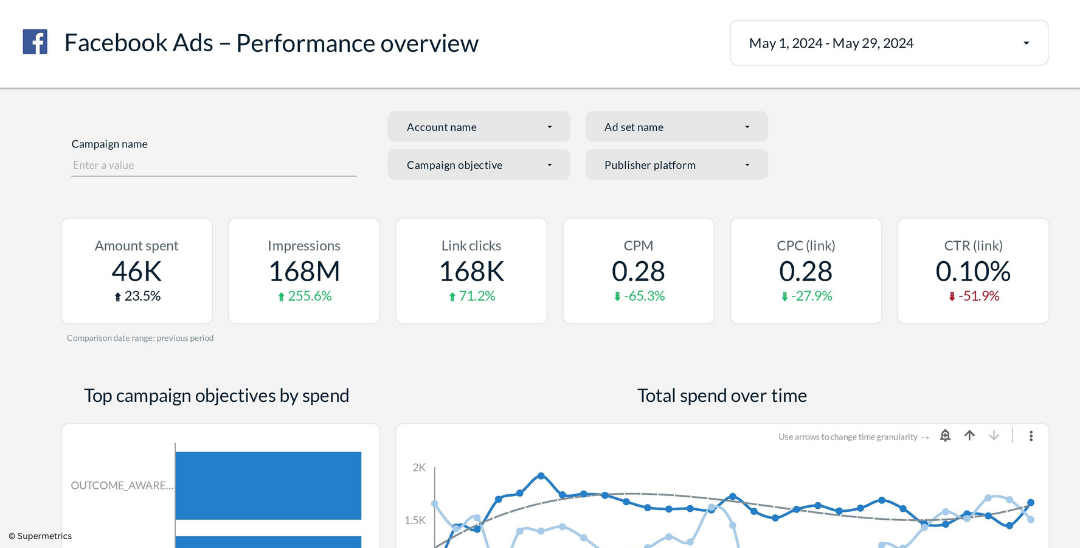 Facebook Ads – Performance overview
May 1, 2024 - May 29, 2024
Campaign name
Enter a value
Account name
Ad set name
Campaign objective
Publisher platform
Amount spent
46K
23.5%
Impressions
168M
255.6%
Link clicks
168K
71.2%
CPM
0.28
-65.3%
CPC (link)
0.28
-27.9%
CTR (link)
0.10%
-51.9%
Comparison date range: previous period
Top campaign objectives by spend
OUTCOME_AWARE...
Total spend over time
Use arrows to change time granularity →
2K
1.5K
© Supermetrics